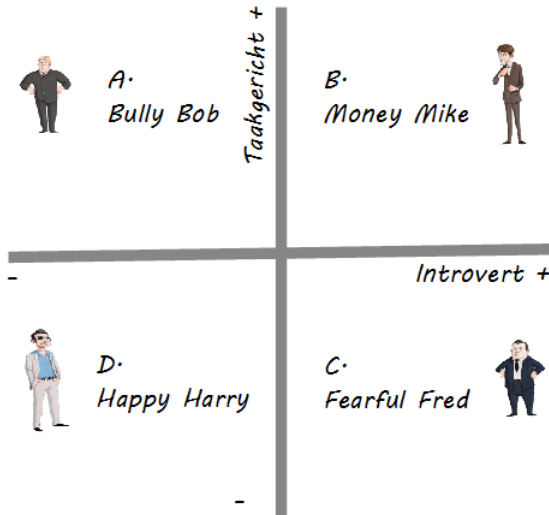 Taakgericht +
A.
Bully Bob
B.
Money Mike
-
Introvert +
D.
Happy Harry
C.
Fearful Fred
-